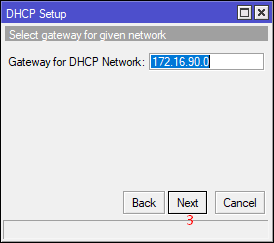 DHCP Setup
Select gateway for given network
Gateway for DHCP Network: 172.16.90.0
Back Next Cancel
3